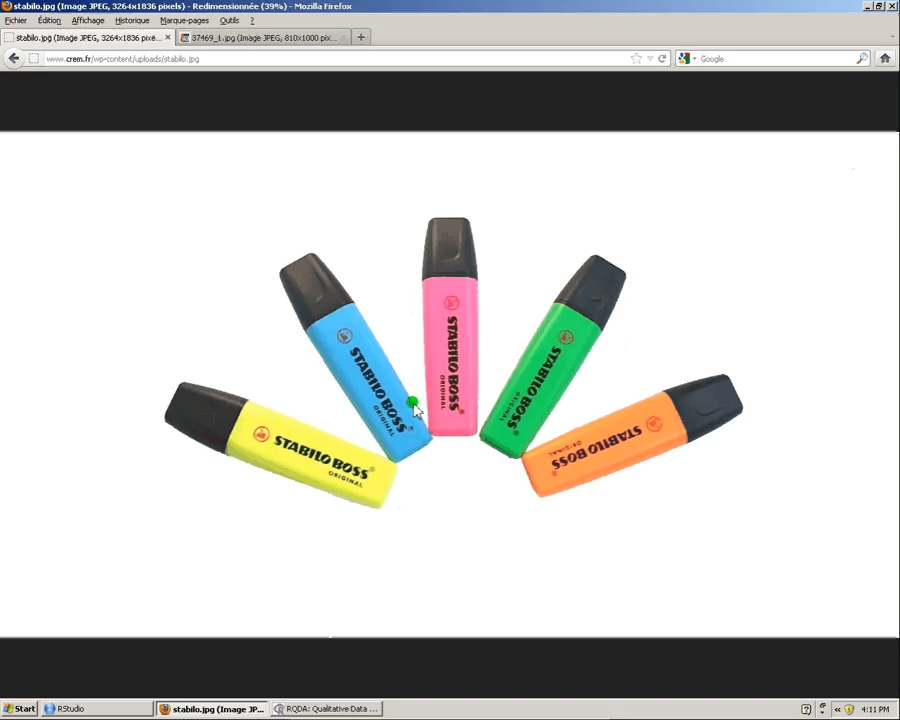 stabilo.jpg (Image JPEG, 3264x1836 pixels) - Redimensionnée (39%) - Mozilla Firefox
Fichier Édition Affichage Historique Marque-pages Outils ?
stabilo.jpg (Image JPEG, 3264x1836 pixe... 37469_1.jpg (Image JPEG, 810x1000 pixel...
www.crem.fr/wp-content/uploads/stabilo.jpg Google
STABILO BOSS
ORIGINAL
STABILO BOSS
ORIGINAL
STABILO BOSS
ORIGINAL
STABILO BOSS
ORIGINAL
STABILO BOSS
ORIGINAL
Start RStudio stabilo.jpg (Image JP... RQDA: Qualitative Data ... 4:11 PM